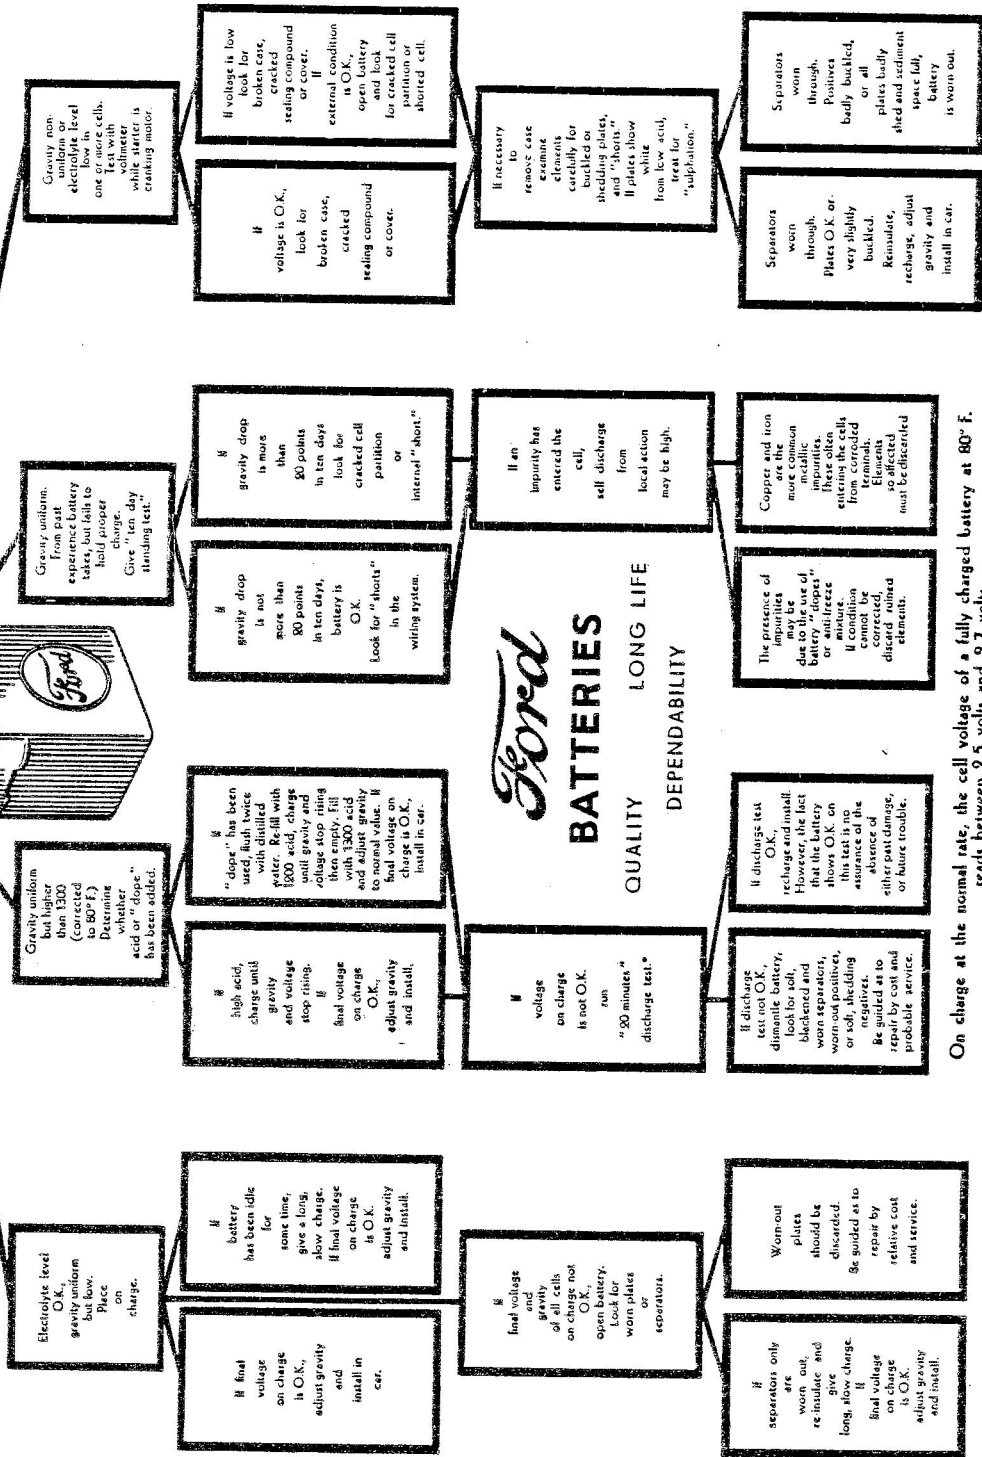 Electrolyte level
O.K.,
gravity uniform
but low.
Place
on
charge.
If final
voltage
on charge
is O.K.,
adjust gravity
and
install in
car.
If
battery
has been idle
for
some time,
give a long,
slow charge.
If final voltage
on charge
is O.K.
adjust gravity
and install.
If
final voltage
and
gravity
of all cells
on charge not
O.K.,
open battery.
Look for
worn plates
or
separators.
If
separators only
are
worn out,
re-insulate and
give
long, slow charge.
If
final voltage
on charge
is O.K.
adjust gravity
and install.
Worn-out
plates
should be
discarded.
Be guided as to
repair by
relative cost
and service.
Gravity uniform
but higher
than 1300
(corrected
to 80° F.)
Determine
whether
acid or "dope"
has been added.
If
high acid,
charge until
gravity
and voltage
stop rising.
If
final voltage
on charge
O.K.,
adjust gravity
and install.
If
"dope" has been
used, flush twice
with distilled
water. Re-fill with
1200 acid, charge
until gravity and
voltage stop rising
then empty. Fill
with 1300 acid
and adjust gravity
to normal value. If
final voltage on
charge is O.K.,
install in car.
If
voltage
on charge
is not O.K.
run
"20 minutes"
discharge test.*
If discharge
test not O.K.,
dismantle battery,
look for soft,
blackened and
worn separators,
worn-out positives,
or soft, shedding
negatives.
Be guided as to
repair by cost and
probable service.
If discharge test
O.K.,
recharge and install.
However, the fact
that the battery
shows O.K. on
this test is no
assurance of the
absence of
either past damage,
or future trouble.
Ford
Gravity uniform.
From past
experience battery
takes, but fails to
hold proper
charge.
Give "ten day
standing test."
If
gravity drop
is not
more than
20 points
in ten days,
battery is
O.K.
Look for "shorts"
in the
wiring system.
If
gravity drop
is more
than
20 points
in ten days
look for
cracked cell
partition
or
internal "short."
Ford
BATTERIES
QUALITY LONG LIFE
DEPENDABILITY
If an
impurity has
entered the
cell,
self discharge
from
local action
may be high.
The presence of
impurities
may be
due to the use of
battery "dopes"
or anti-freeze
mixture.
If condition
cannot be
corrected,
discard ruined
elements.
Copper and iron
are the
more common
metallic
impurities.
These often
entering the cells
from corroded
terminals.
Elements
so affected
must be discarded
Gravity non-
uniform or
electrolyte level
low in
one or more cells.
Test with
voltmeter
while starter is
cranking motor.
If
voltage is O.K.,
look for
broken case,
cracked
sealing compound
or cover.
If voltage is low
look for
broken case,
cracked
sealing compound
or cover.
If
external condition
is O.K.,
open battery
and look
for cracked cell
partition or
shorted cell.
If necessary
to
remove case
examine
elements
carefully for
buckled or
shedding plates,
and "shorts."
If plates show
white
from low acid,
treat for
"sulphation."
Separators
worn
through.
Plates O.K. or
very slightly
buckled.
Reinsulate,
recharge, adjust
gravity and
install in car.
Separators
worn
through.
Positives
badly buckled,
or all
plates badly
shed and sediment
space full,
battery
is worn out.
On charge at the normal rate, the cell voltage of a fully charged battery at 80° F.
reads between 2.5 volts and 2.7 volts